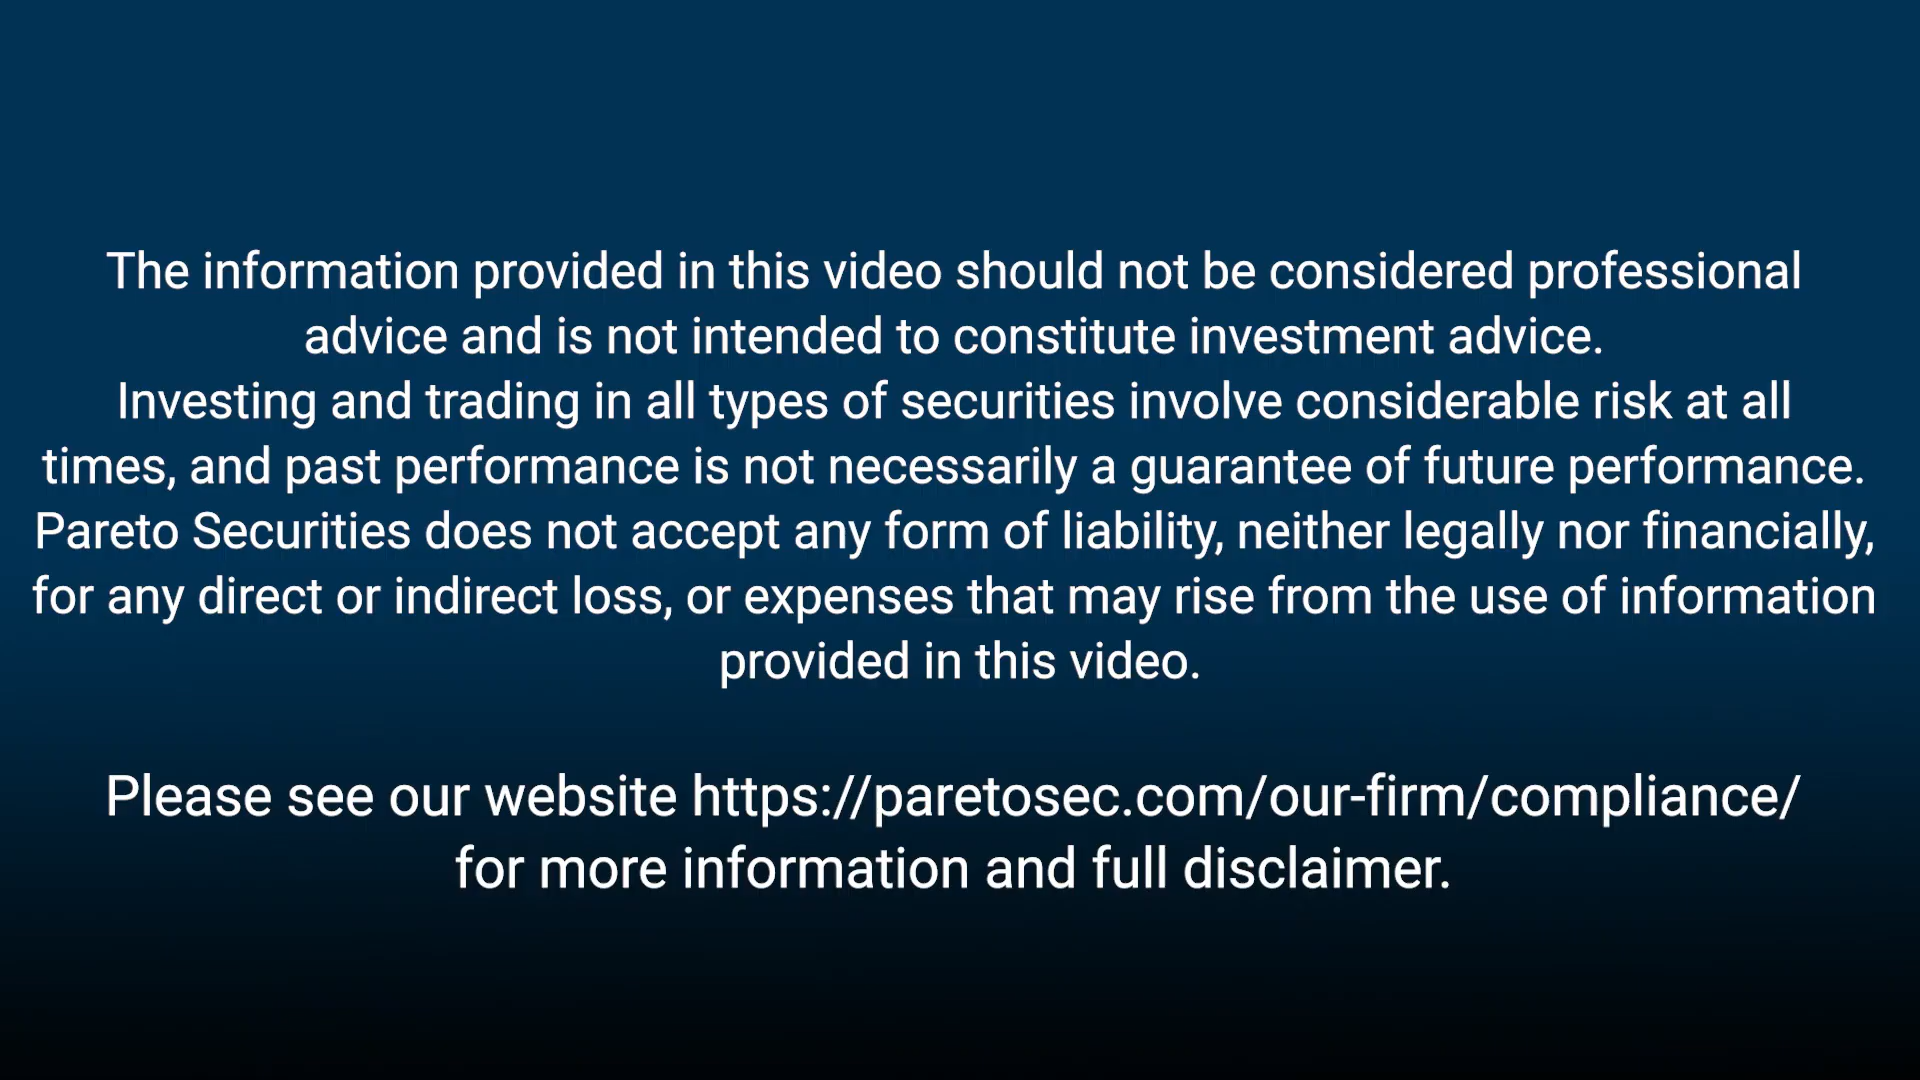 The information provided in this video should not be considered professional
advice and is not intended to constitute investment advice.
Investing and trading in all types of securities involve considerable risk at all
times, and past performance is not necessarily a guarantee of future performance.
Pareto Securities does not accept any form of liability, neither legally nor financially,
for any direct or indirect loss, or expenses that may rise from the use of information
provided in this video.
Please see our website https://paretosec.com/our-firm/compliance/
for more information and full disclaimer.